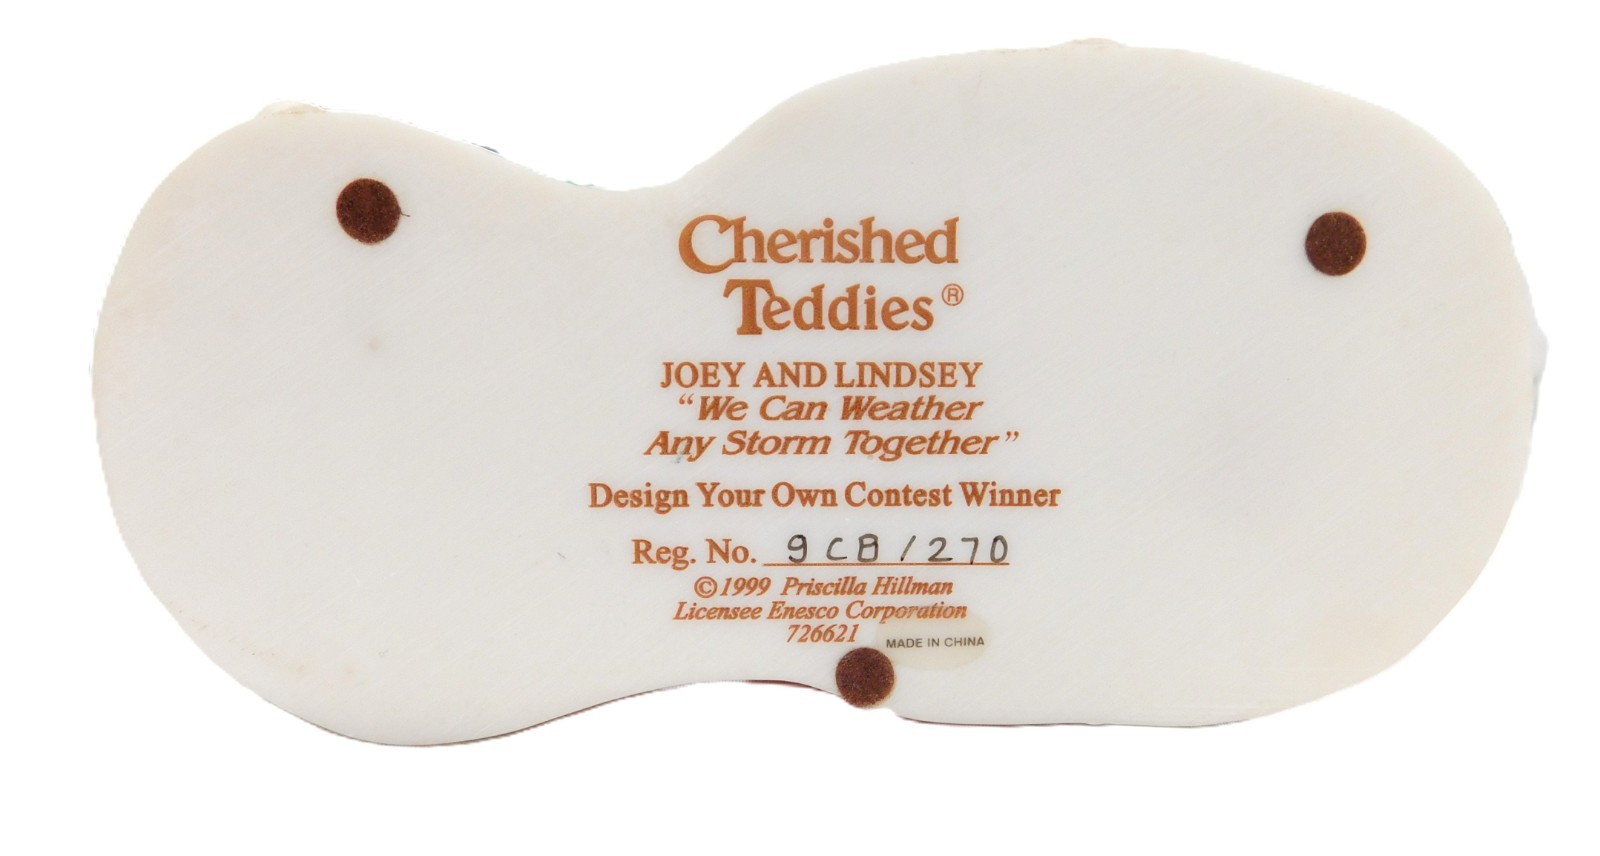 Cherished
Teddies®
JOEY AND LINDSEY
“We Can Weather
Any Storm Together”
Design Your Own Contest Winner
Reg. No. 9CB/270
©1999 Priscilla Hillman
Licensee Enesco Corporation
726621
MADE IN CHINA